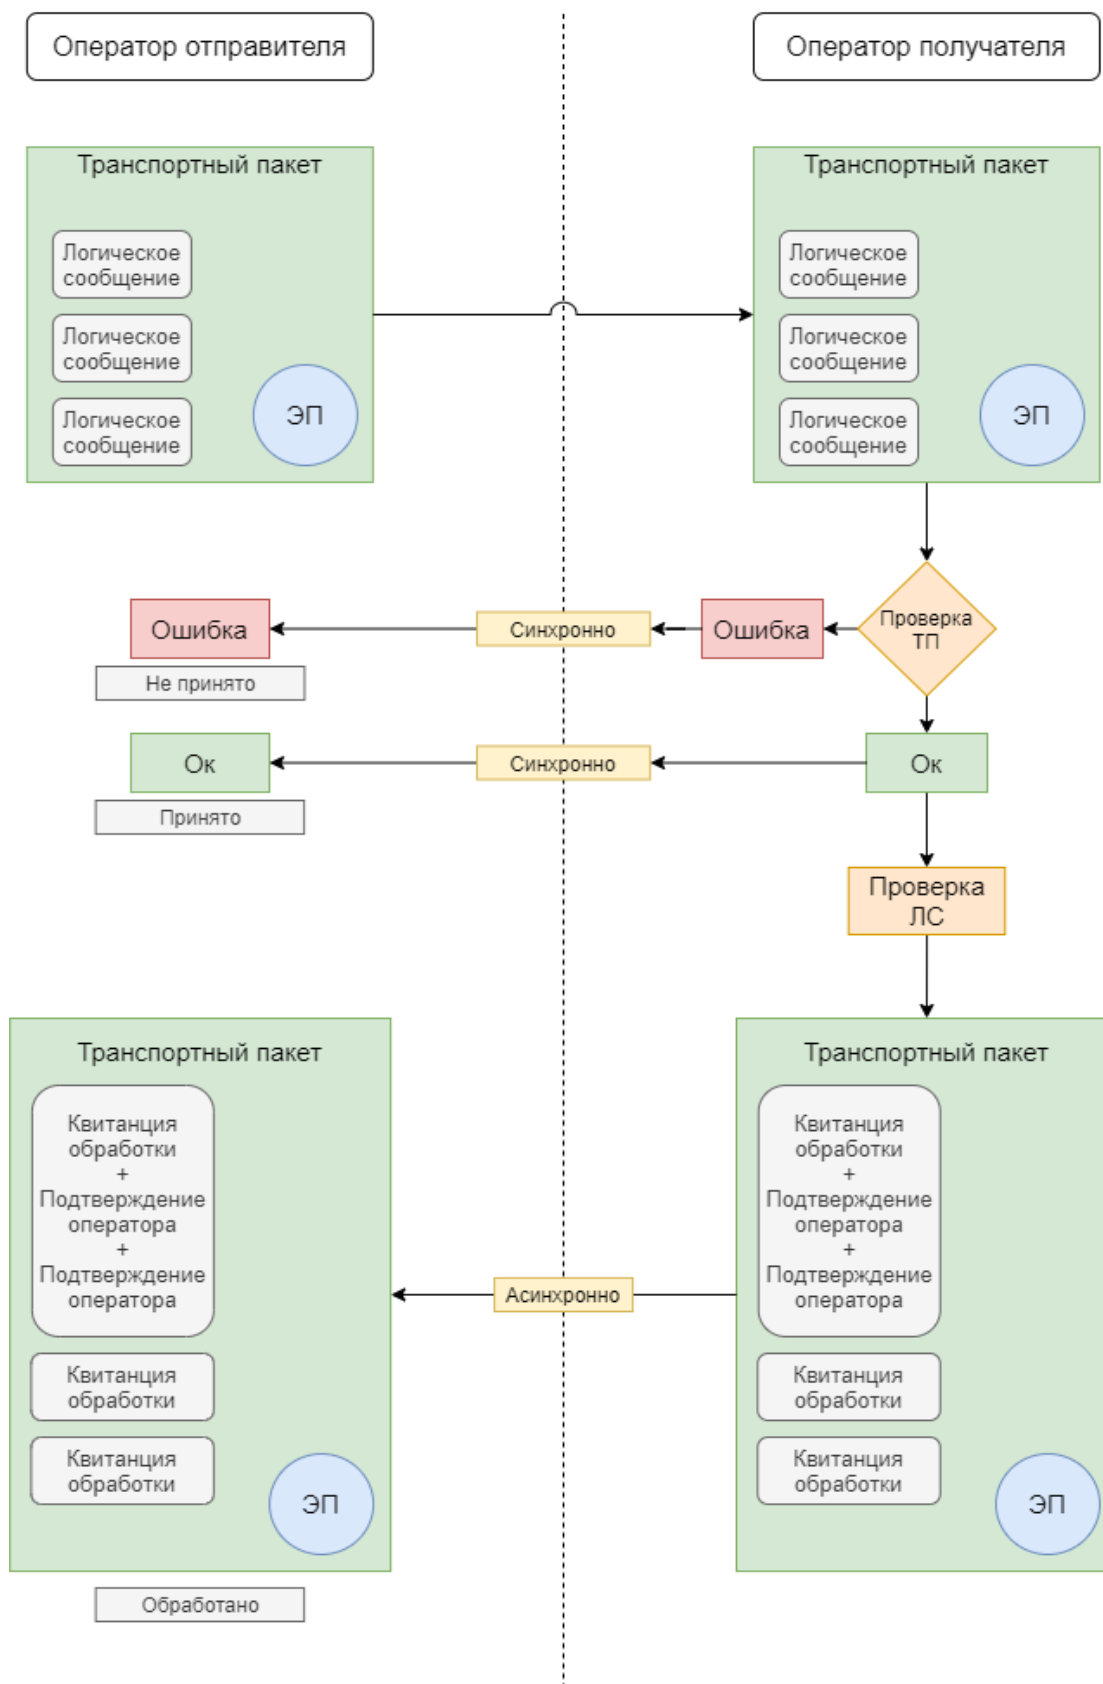 Оператор отправителя
Оператор получателя
Транспортный пакет
Логическое
сообщение
Логическое
сообщение
Логическое
сообщение
ЭП
Транспортный пакет
Логическое
сообщение
Логическое
сообщение
Логическое
сообщение
ЭП
Ошибка
Синхронно
Ошибка
Проверка
ТП
Не принято
Ок
Синхронно
Ок
Принято
Проверка
ЛС
Транспортный пакет
Квитанция
обработки
+
Подтверждение
оператора
+
Подтверждение
оператора
Квитанция
обработки
Квитанция
обработки
ЭП
Асинхронно
Транспортный пакет
Квитанция
обработки
+
Подтверждение
оператора
+
Подтверждение
оператора
Квитанция
обработки
Квитанция
обработки
ЭП
Обработано